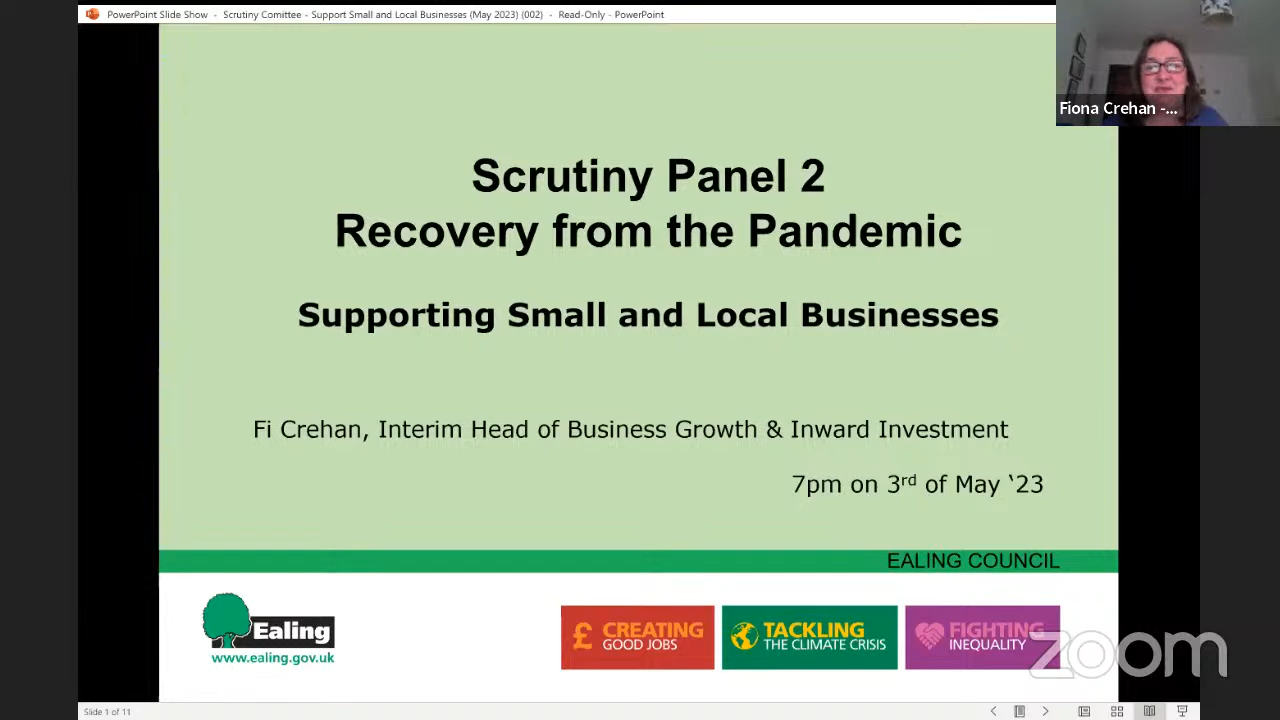 PowerPoint Slide Show - Scrutiny Comittee - Support Small and Local Businesses (May 2023) (002) - Read-Only - PowerPoint
Fiona Crehan -...
Scrutiny Panel 2
Recovery from the Pandemic
Supporting Small and Local Businesses
Fi Crehan, Interim Head of Business Growth & Inward Investment
7pm on 3rd of May ‘23
EALING COUNCIL
Ealing
www.ealing.gov.uk
£ CREATING
GOOD JOBS
TACKLING
THE CLIMATE CRISIS
FIGHTING
INEQUALITY
zoom
Slide 1 of 11